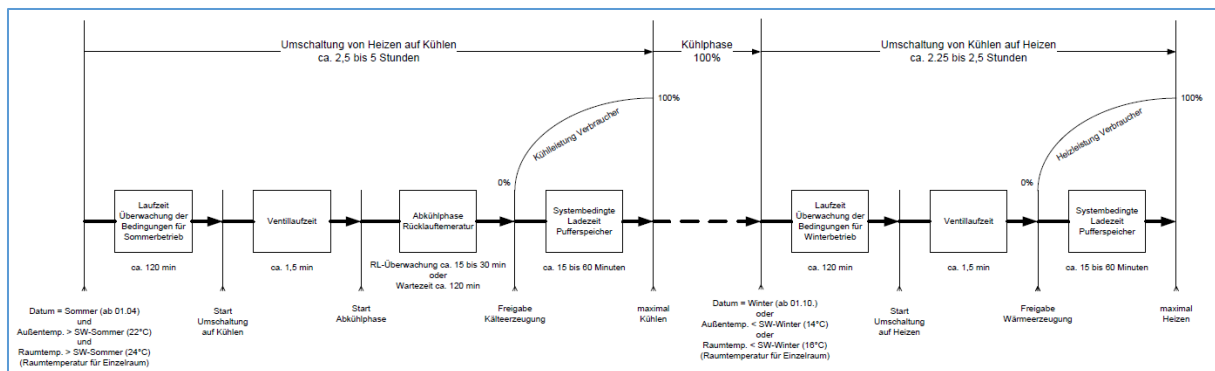 Umschaltung von Heizen auf Kühlen
ca. 2,5 bis 5 Stunden
Kühlphase
100%
Umschaltung von Kühlen auf Heizen
ca. 2.25 bis 2,5 Stunden
100%
Kühlleistung Verbraucher
0%
100%
Heizleistung Verbraucher
0%
Laufzeit
Überwachung der
Bedingungen für
Sommerbetrieb
ca. 120 min
Ventillaufzeit
ca. 1,5 min
Abkühlphase
Rücklauftemeratur
RL-Überwachung ca. 15 bis 30 min
oder
Wartezeit ca. 120 min
Systembedingte
Ladezeit
Pufferspeicher
ca. 15 bis 60 Minuten
Laufzeit
Überwachung der
Bedingungen für
Winterbetrieb
ca. 120 min
Ventillaufzeit
ca. 1,5 min
Systembedingte
Ladezeit
Pufferspeicher
ca. 15 bis 60 Minuten
Datum = Sommer (ab 01.04)
und
Außentemp. > SW-Sommer (22°C)
und
Raumtemp. > SW-Sommer (24°C)
(Raumtemperatur für Einzelraum)
Start
Umschaltung
auf Kühlen
Start
Abkühlphase
Freigabe
Kälteerzeugung
maximal
Kühlen
Datum = Winter (ab 01.10.)
oder
Außentemp. < SW-Winter (14°C)
oder
Raumtemp. < SW-Winter (16°C)
(Raumtemperatur für Einzelraum)
Start
Umschaltung
auf Heizen
Freigabe
Wärmeerzeugung
maximal
Heizen